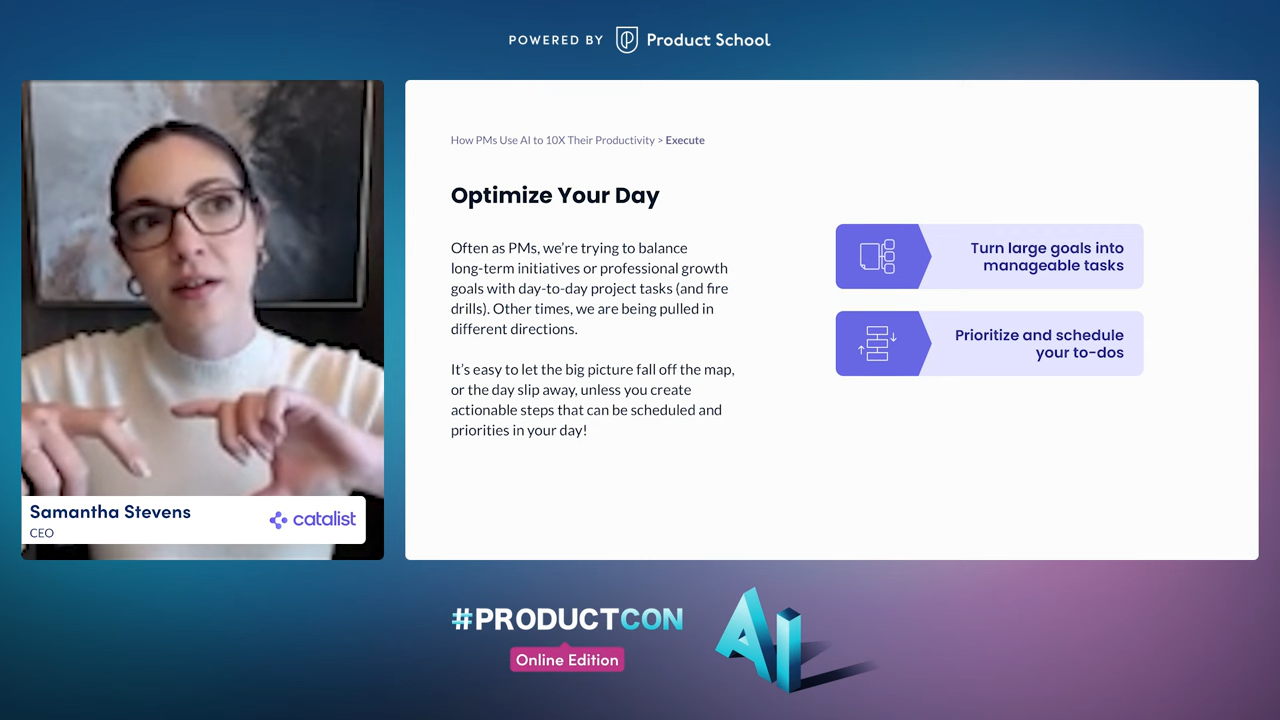 POWERED BY Product School
How PMs Use AI to 10X Their Productivity > Execute
Optimize Your Day
Often as PMs, we’re trying to balance
long-term initiatives or professional growth
goals with day-to-day project tasks (and fire
drills). Other times, we are being pulled in
different directions.
It’s easy to let the big picture fall off the map,
or the day slip away, unless you create
actionable steps that can be scheduled and
priorities in your day!
Turn large goals into
manageable tasks
Prioritize and schedule
your to-dos
Samantha Stevens
CEO
catalist
#PRODUCTCON
Online Edition
AI